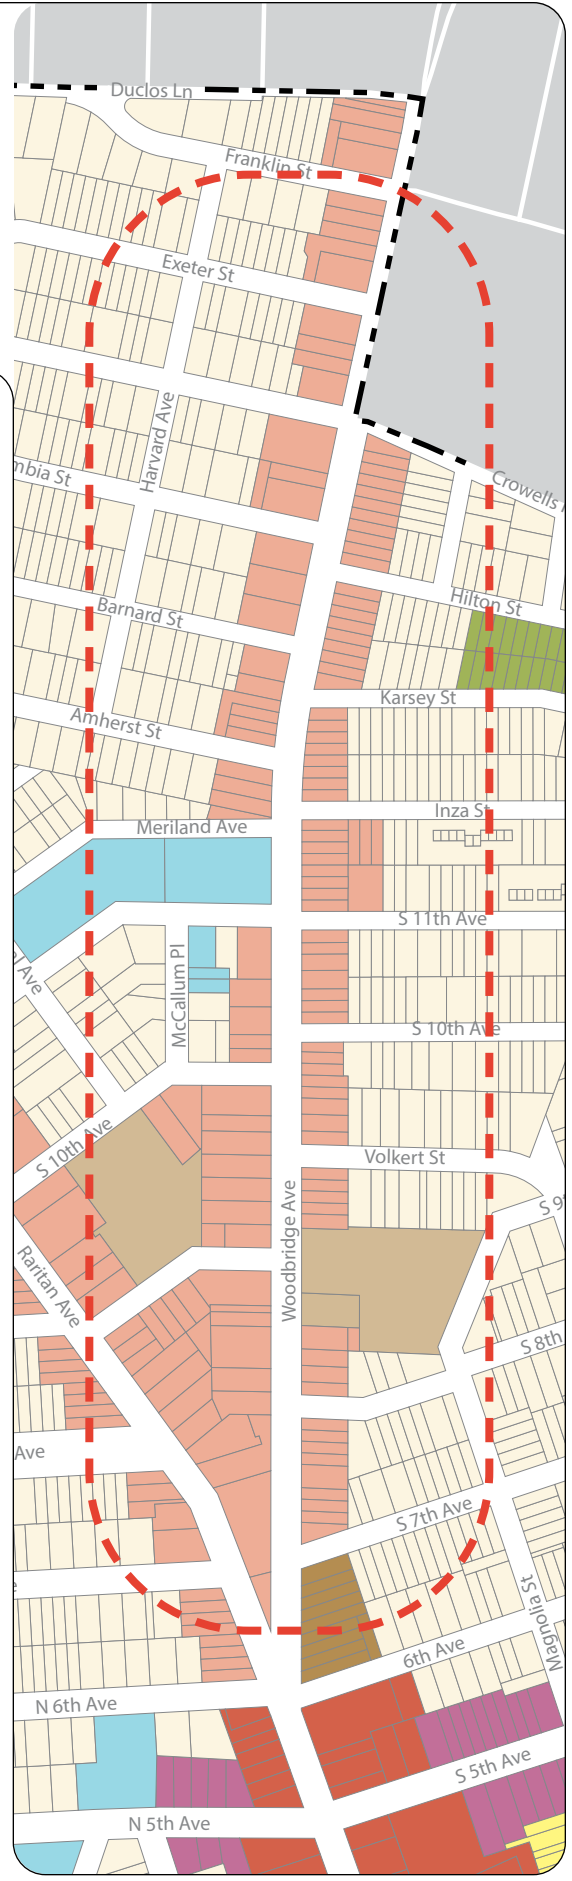 Duclos Ln
Franklin St
Exeter St
Harvard Ave
mbia St
Crowells
Hilton St
Barnard St
Karsey St
Amherst St
Inza St
Meriland Ave
S 11th Ave
McCallum Pl
Ave
S 10th Ave
S 10th Ave
Volkert St
Woodbridge Ave
Raritan Ave
S 8th
Ave
S 7th Ave
Magnolia St
6th Ave
N 6th Ave
S 5th Ave
N 5th Ave